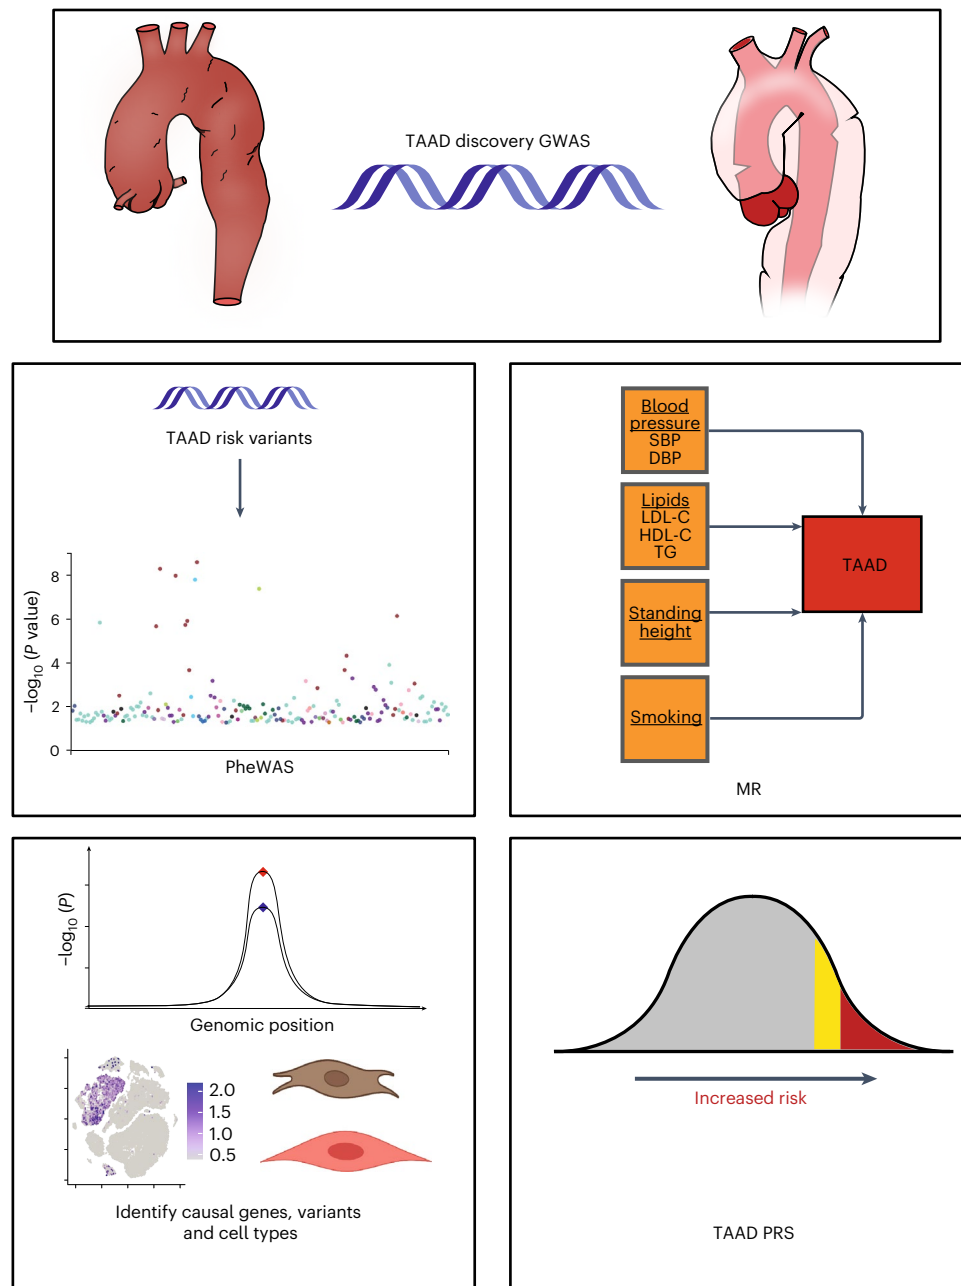 TAAD discovery GWAS
TAAD risk variants
−log10 (P value)
8
6
4
2
0
PheWAS
Blood
pressure
SBP
DBP
Lipids
LDL-C
HDL-C
TG
Standing
height
Smoking
TAAD
MR
−log10 (P)
Genomic position
2.0
1.5
1.0
0.5
Identify causal genes, variants
and cell types
Increased risk
TAAD PRS